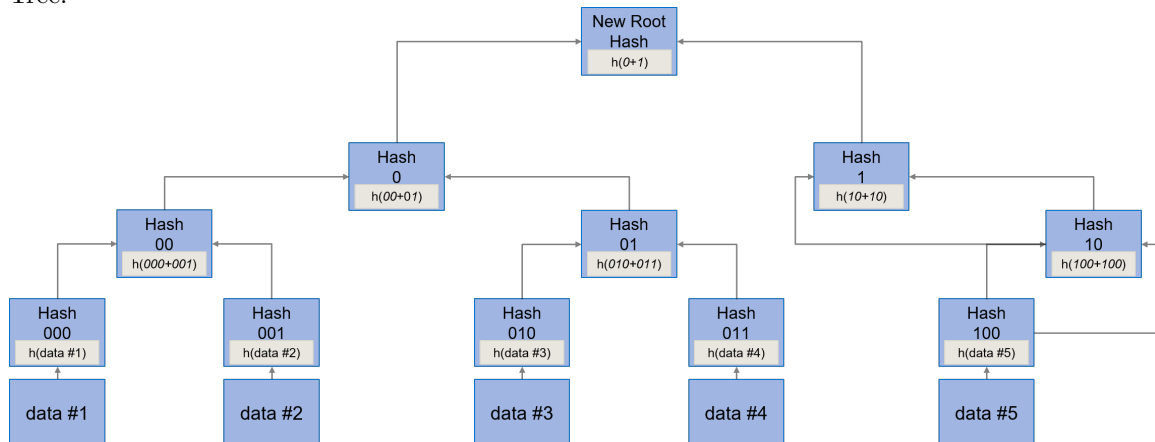 Tree.
New Root
Hash
h(0+1)
Hash
0
h(00+01)
Hash
1
h(10+10)
Hash
00
h(000+001)
Hash
01
h(010+011)
Hash
10
h(100+100)
Hash
000
h(data #1)
Hash
001
h(data #2)
Hash
010
h(data #3)
Hash
011
h(data #4)
Hash
100
h(data #5)
data #1
data #2
data #3
data #4
data #5